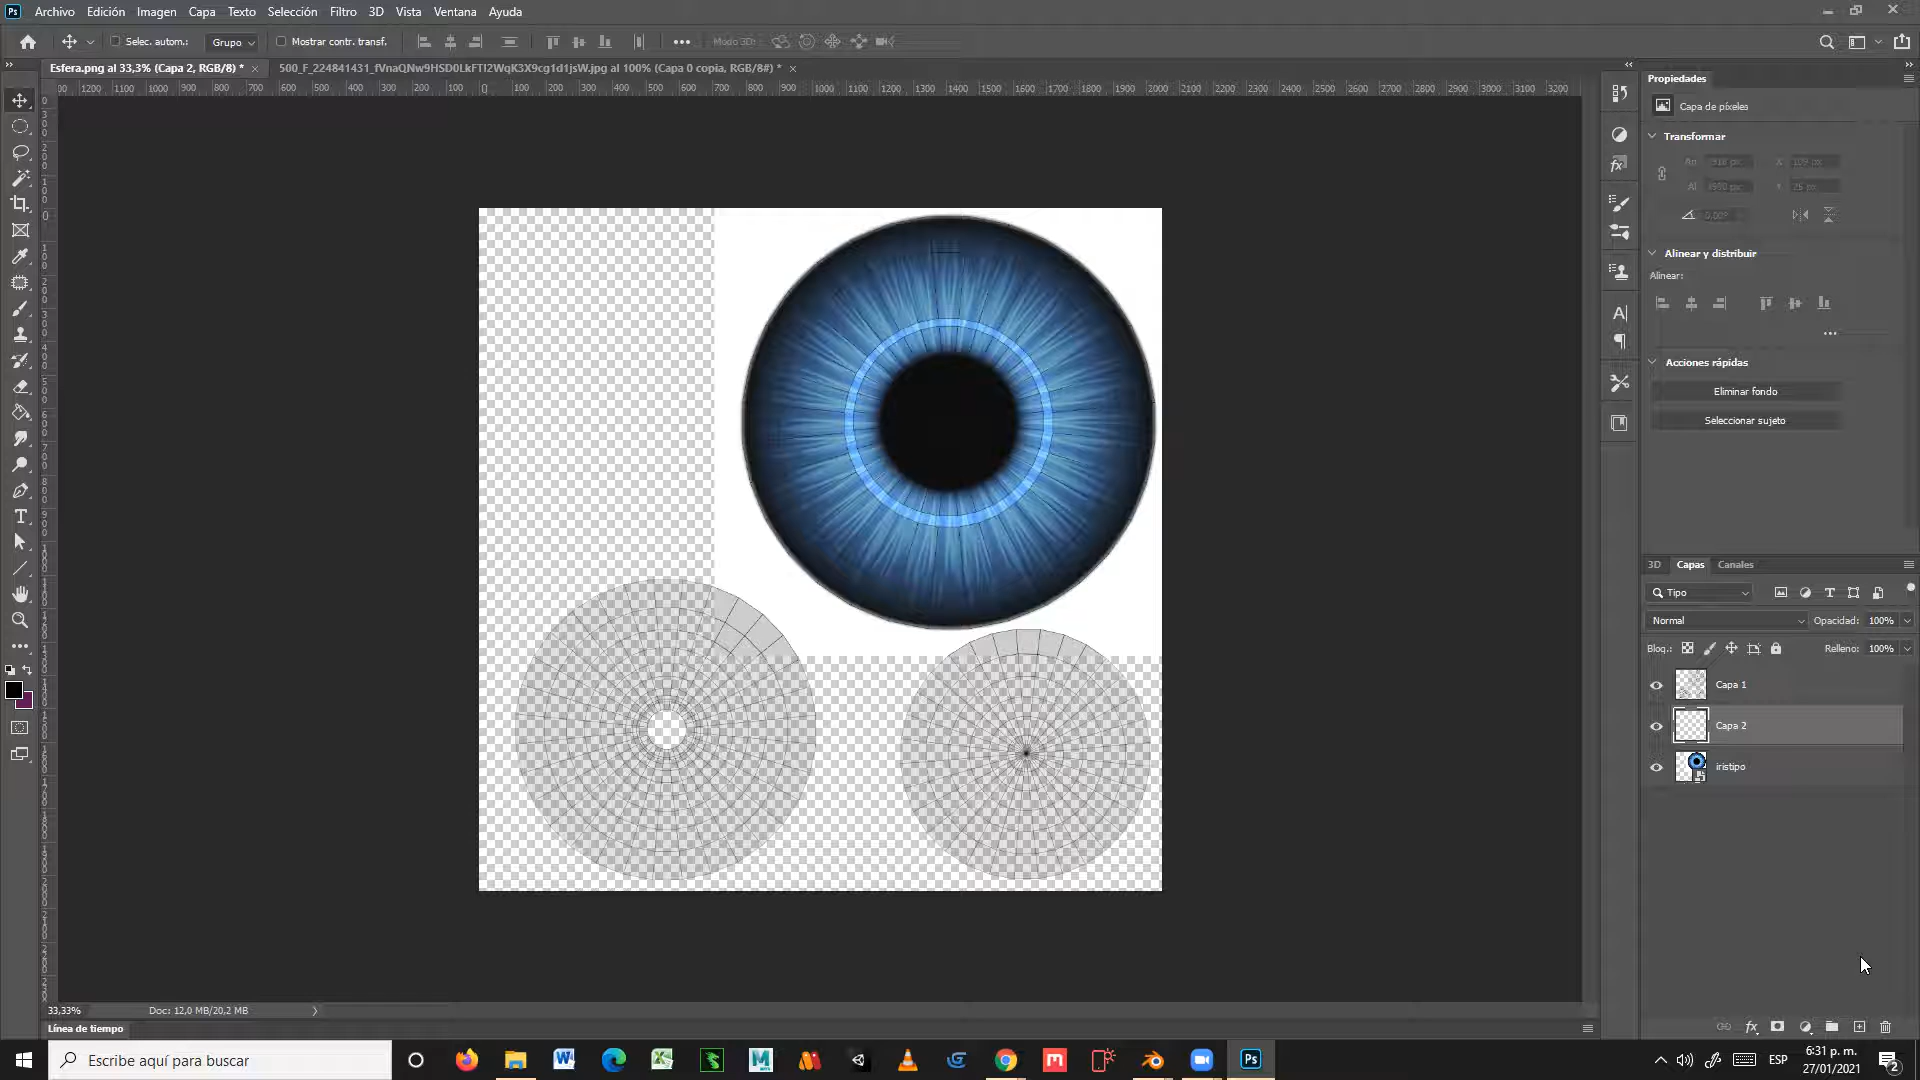 Archivo Edición Imagen Capa Texto Selección Filtro 3D Vista Ventana Ayuda
Selec. autom.: Grupo Mostrar contr. transf. Modo 3D:
Esfera.png al 33,3% (Capa 2, RGB/8) *
Propiedades
Capa de píxeles
Transformar
Alinear y distribuir
Alinear:
Acciones rápidas
Eliminar fondo
Seleccionar sujeto
3D Capas Canales
Tipo
Normal Opacidad: 100%
Bloq.: Relleno: 100%
Capa 1
Capa 2
iristipo
33,33% Doc: 12,0 MB/20,2 MB
Línea de tiempo
Escribe aquí para buscar
ESP
6:31 p. m.
27/01/2021